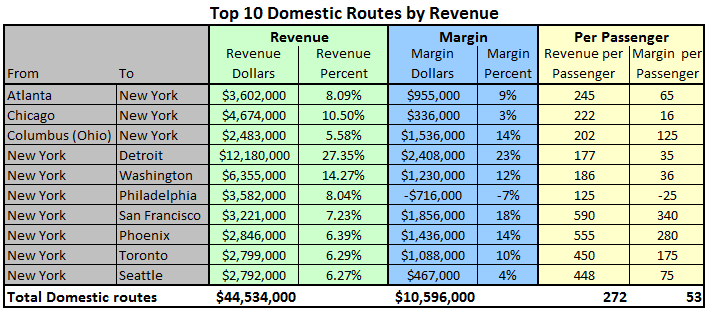 Top 10 Domestic Routes by Revenue
Revenue Margin Per Passenger
Revenue Revenue Margin Margin Revenue per Margin per
From To Dollars Percent Dollars Percent Passenger Passenger
Atlanta New York $3,602,000 8.09% $955,000 9% 245 65
Chicago New York $4,674,000 10.50% $336,000 3% 222 16
Columbus (Ohio) New York $2,483,000 5.58% $1,536,000 14% 202 125
New York Detroit $12,180,000 27.35% $2,408,000 23% 177 35
New York Washington $6,355,000 14.27% $1,230,000 12% 186 36
New York Philadelphia $3,582,000 8.04% -$716,000 -7% 125 -25
New York San Francisco $3,221,000 7.23% $1,856,000 18% 590 340
New York Phoenix $2,846,000 6.39% $1,436,000 14% 555 280
New York Toronto $2,799,000 6.29% $1,088,000 10% 450 175
New York Seattle $2,792,000 6.27% $467,000 4% 448 75
Total Domestic routes $44,534,000 $10,596,000 272 53